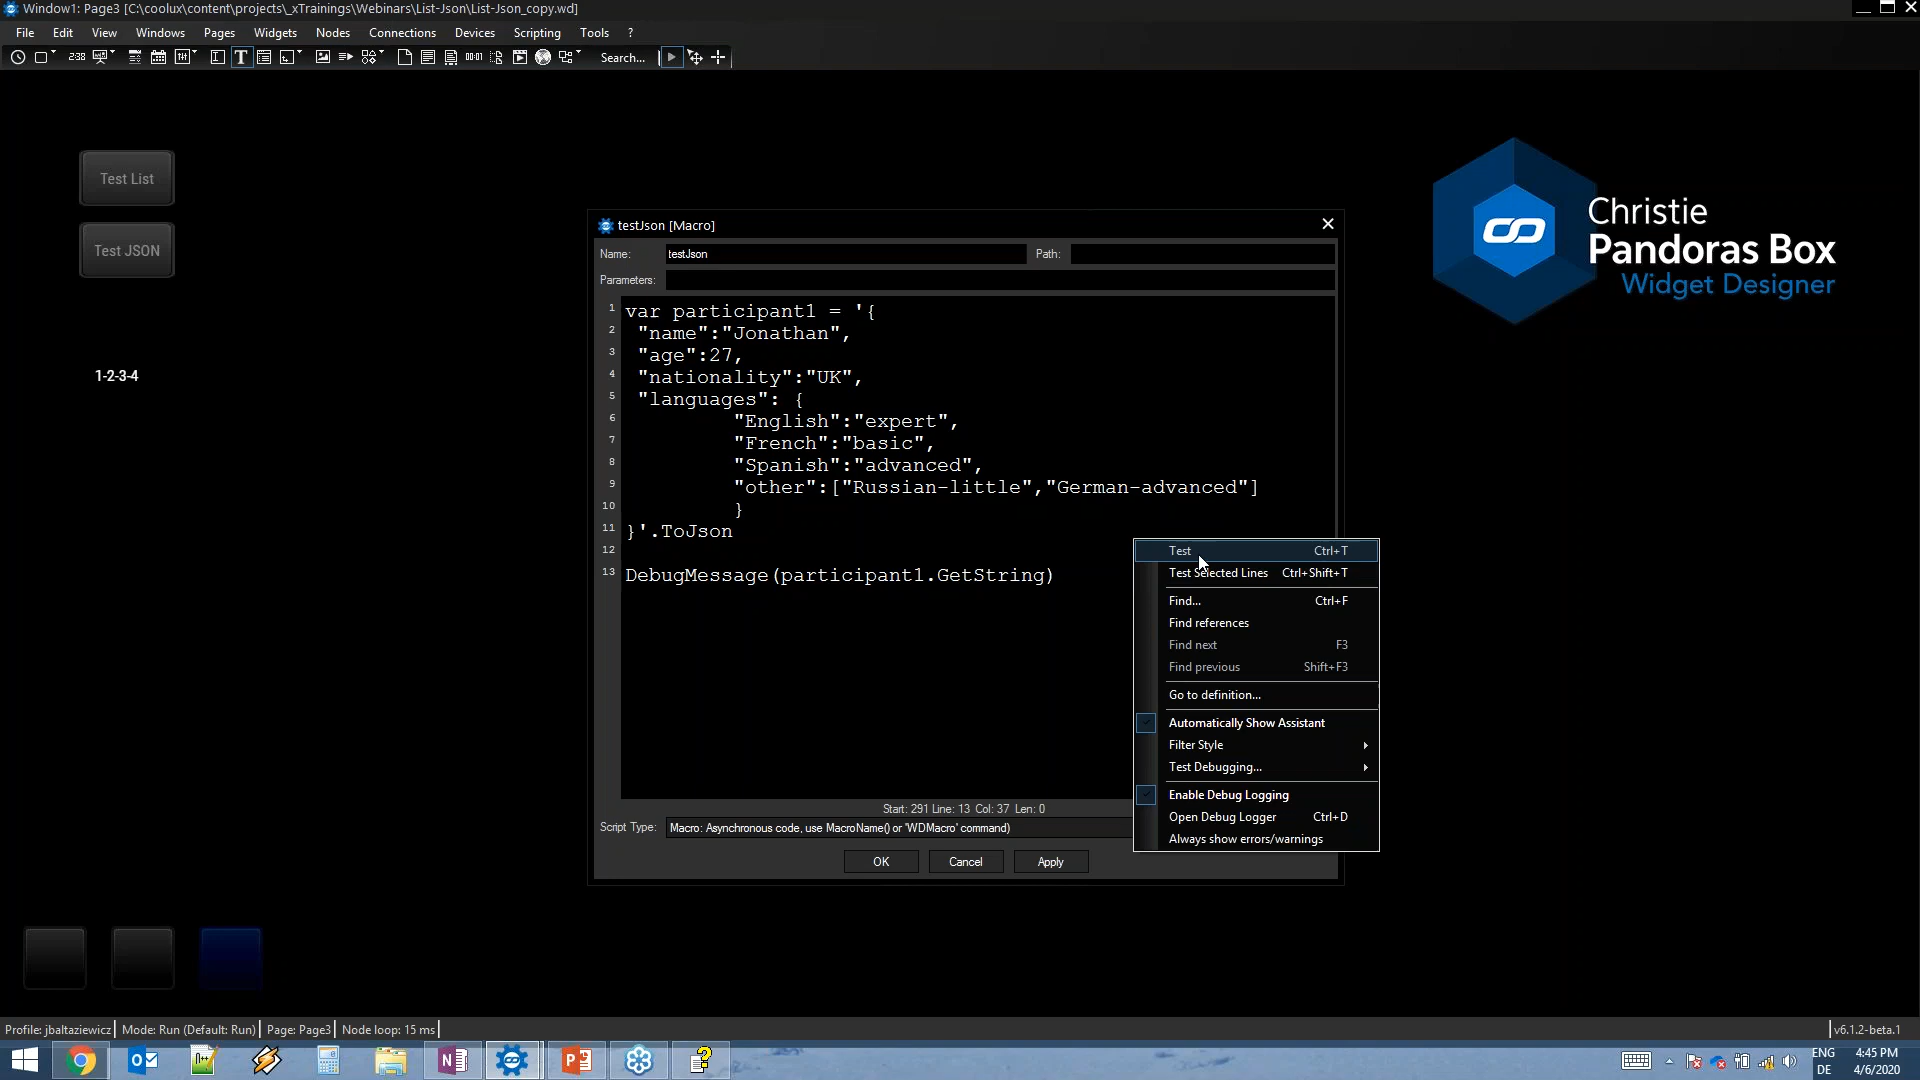 Window1: Page3 [C:\coolux\content\projects\_xTrainings\Webinars\List-Json\List-Json_copy.wd]
File Edit View Windows Pages Widgets Nodes Connections Devices Scripting Tools ?
Search...
Test List
Test JSON
1-2-3-4
Christie
Pandoras Box
Widget Designer
testJson [Macro]
Name: testJson Path:
Parameters:
1 var participant1 = '{
2 "name":"Jonathan",
3 "age":27,
4 "nationality":"UK",
5 "languages": {
6 "English":"expert",
7 "French":"basic",
8 "Spanish":"advanced",
9 "other":["Russian-little","German-advanced"]
10 }
11 }'.ToJson
12
13 DebugMessage(participant1.GetString)
Test Ctrl+T
Test Selected Lines Ctrl+Shift+T
Find... Ctrl+F
Find references
Find next F3
Find previous Shift+F3
Go to definition...
Automatically Show Assistant
Filter Style
Test Debugging...
Enable Debug Logging
Open Debug Logger Ctrl+D
Always show errors/warnings
Start: 291 Line: 13 Col: 37 Len: 0
Script Type: Macro: Asynchronous code, use MacroName() or 'WDMacro' command)
OK Cancel Apply
Profile: jbaltaziewicz Mode: Run (Default: Run) Page: Page3 Node loop: 15 ms v6.1.2-beta.1
ENG 4:45 PM
DE 4/6/2020